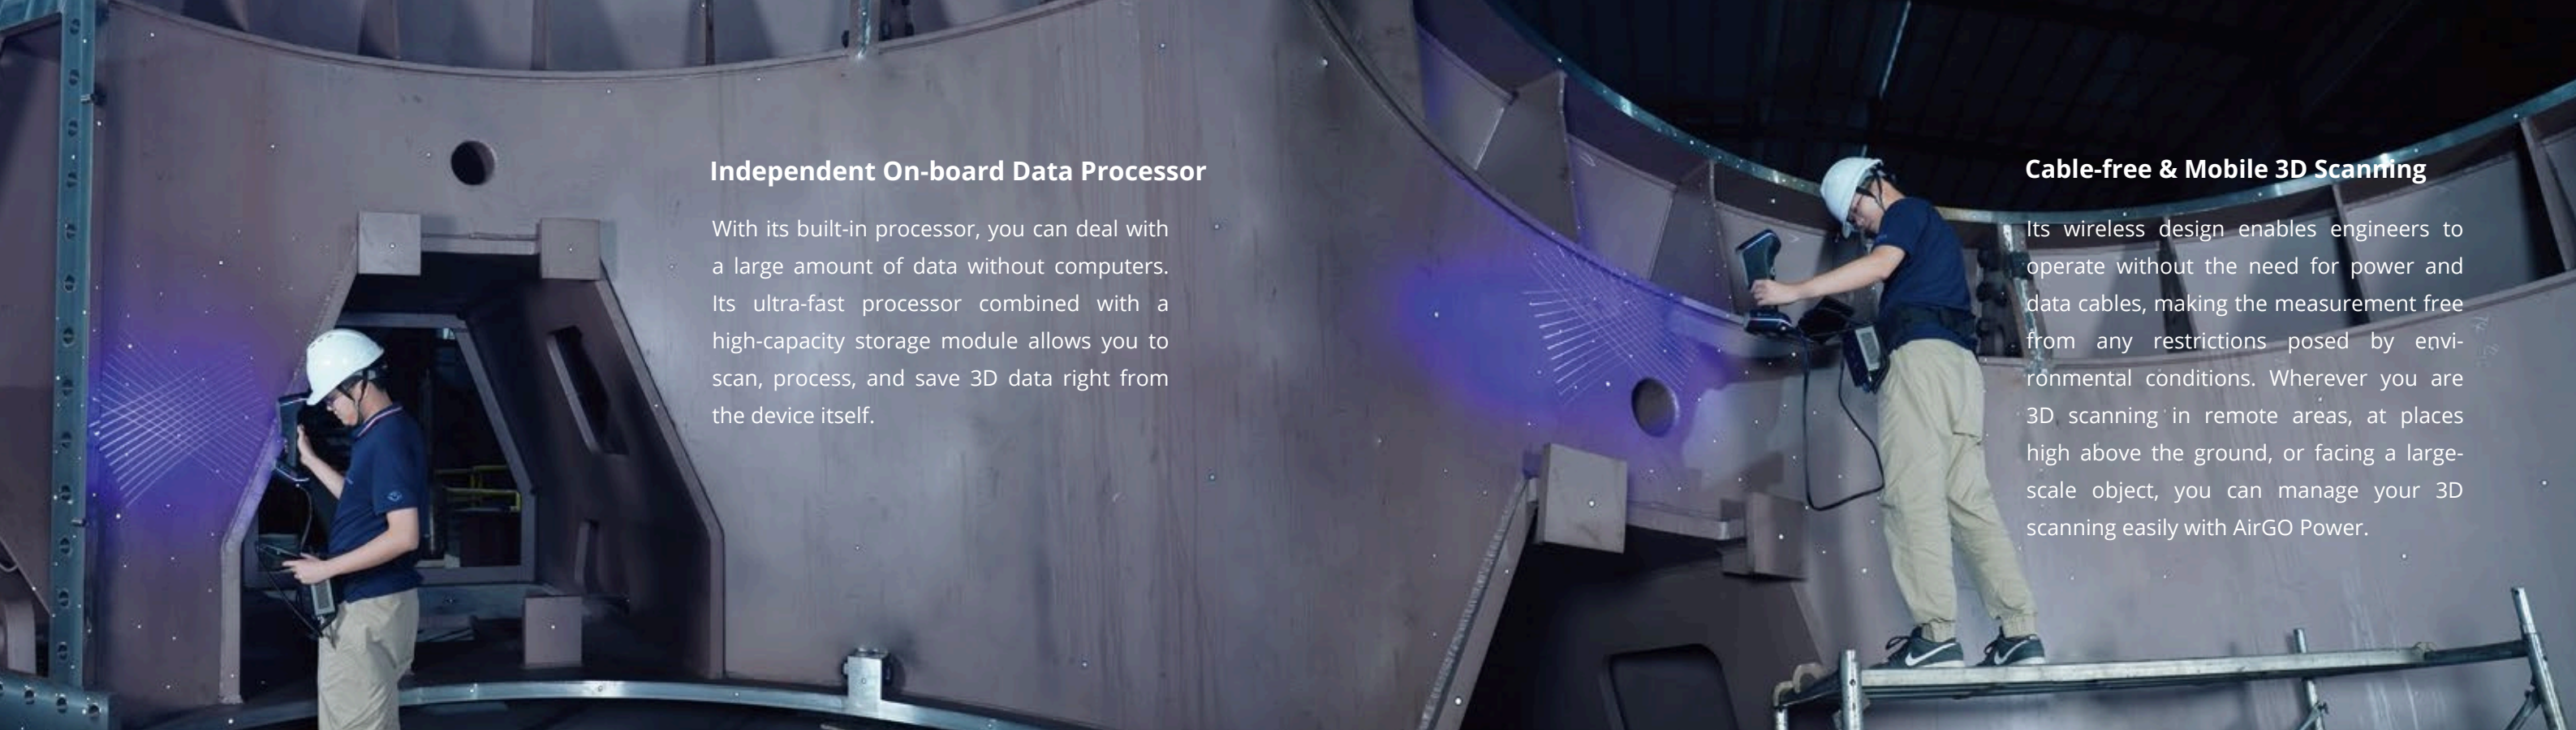 Independent On-board Data Processor
With its built-in processor, you can deal with
a large amount of data without computers.
Its ultra-fast processor combined with a
high-capacity storage module allows you to
scan, process, and save 3D data right from
the device itself.
Cable-free & Mobile 3D Scanning
Its wireless design enables engineers to
operate without the need for power and
data cables, making the measurement free
from any restrictions posed by envi-
ronmental conditions. Wherever you are
3D scanning in remote areas, at places
high above the ground, or facing a large-
scale object, you can manage your 3D
scanning easily with AirGO Power.